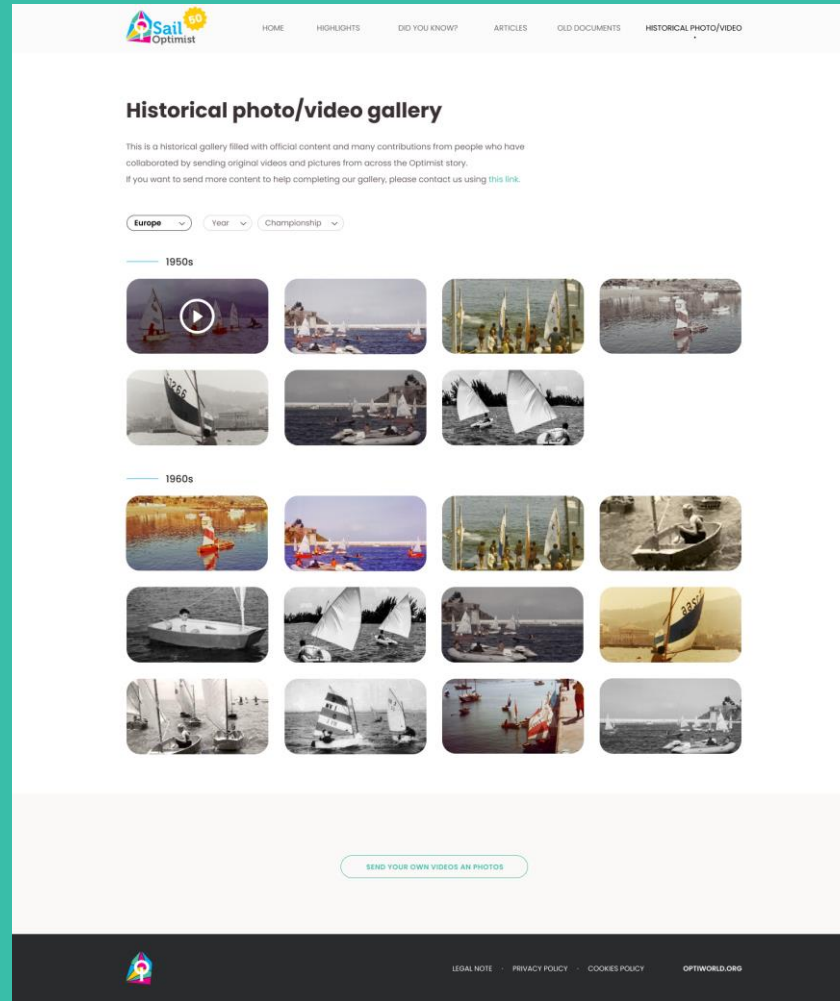 Sail
50
Optimist
HOME
HIGHLIGHTS
DID YOU KNOW?
ARTICLES
OLD DOCUMENTS
HISTORICAL PHOTO/VIDEO
Historical photo/video gallery
This is a historical gallery filled with official content and many contributions from people who have
collaborated by sending original videos and pictures from across the Optimist story.
If you want to send more content to help completing our gallery, please contact us using this link.
Europe
Year
Championship
1950s
1960s
SEND YOUR OWN VIDEOS AN PHOTOS
LEGAL NOTE · PRIVACY POLICY · COOKIES POLICY
OPTIWORLD.ORG